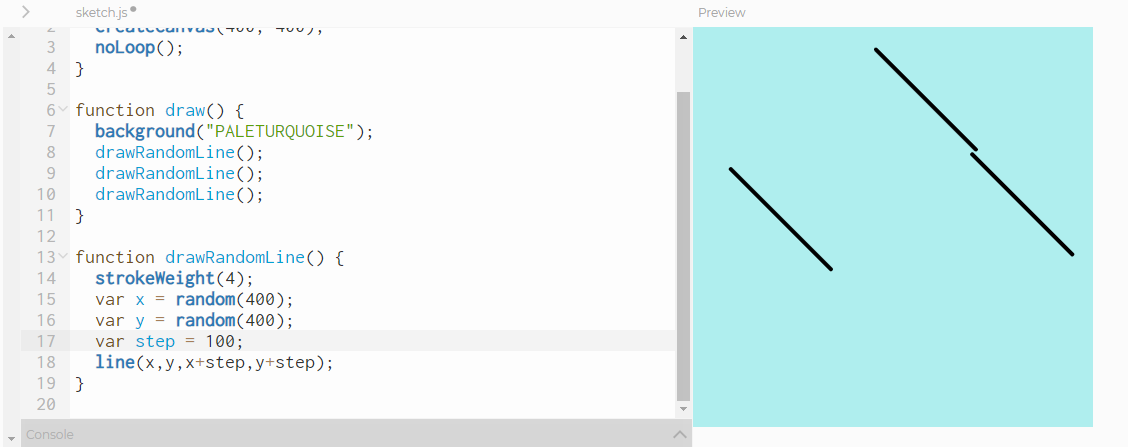 sketch.js
Preview
2 createCanvas(400, 400);
3 noLoop();
4 }
5
6 function draw() {
7 background("PALETURQUOISE");
8 drawRandomLine();
9 drawRandomLine();
10 drawRandomLine();
11 }
12
13 function drawRandomLine() {
14 strokeWeight(4);
15 var x = random(400);
16 var y = random(400);
17 var step = 100;
18 line(x,y,x+step,y+step);
19 }
20
Console